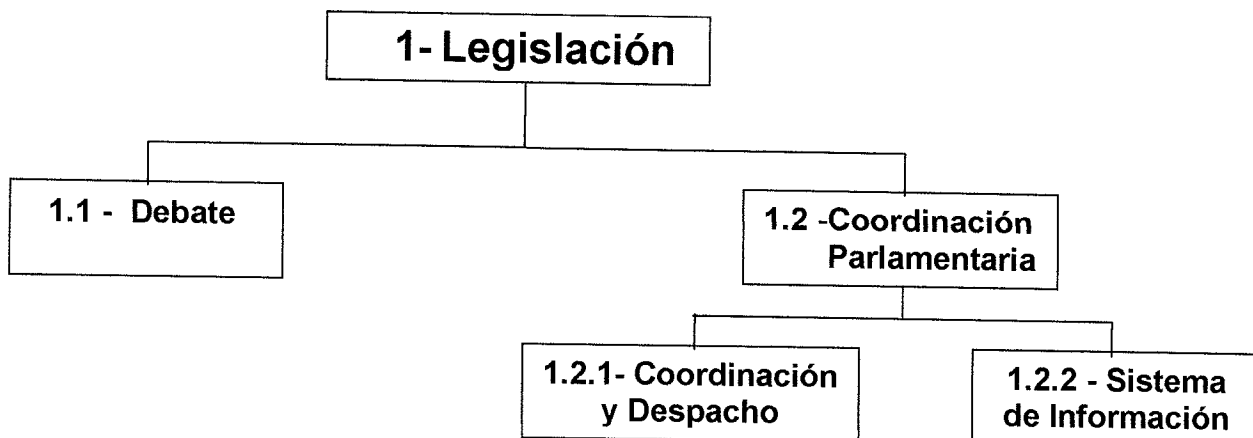 1- Legislación
1.1 - Debate
1.2 -Coordinación
Parlamentaria
1.2.1- Coordinación
y Despacho
1.2.2 - Sistema
de Información